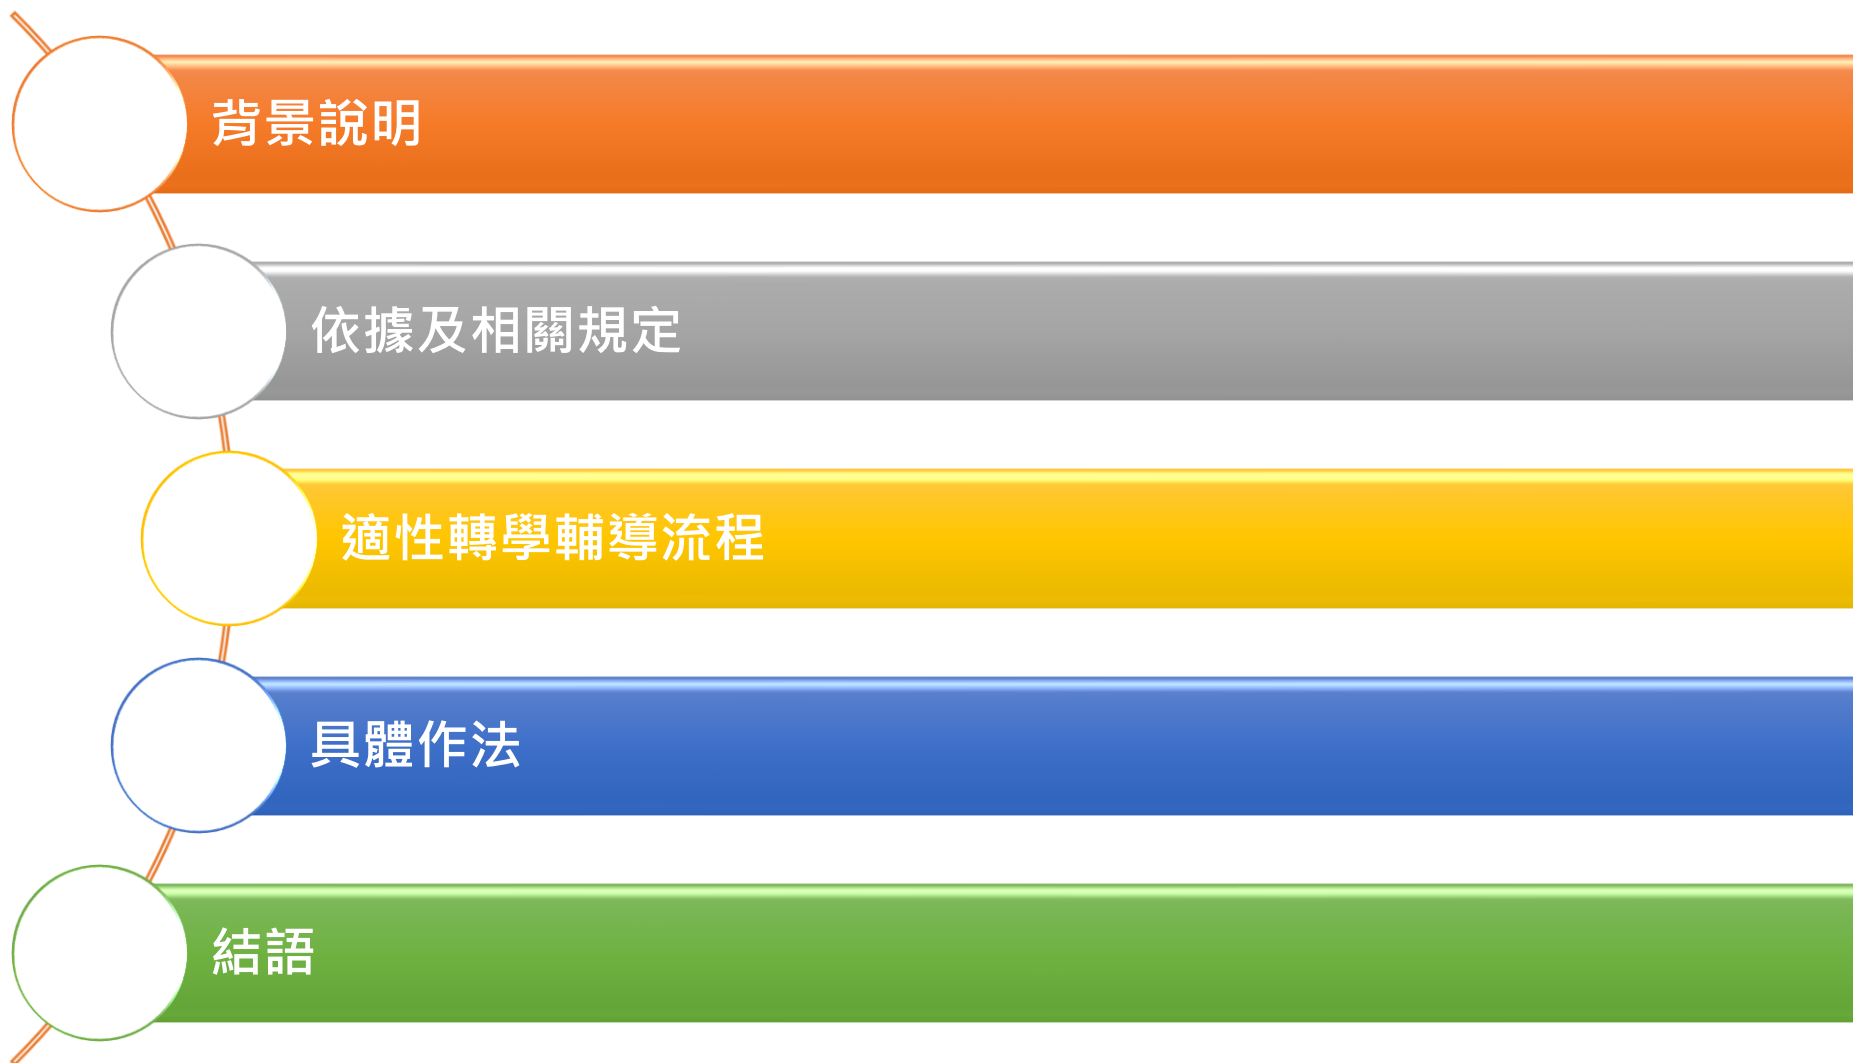 背景說明
依據及相關規定
適性轉學輔導流程
具體作法
結語